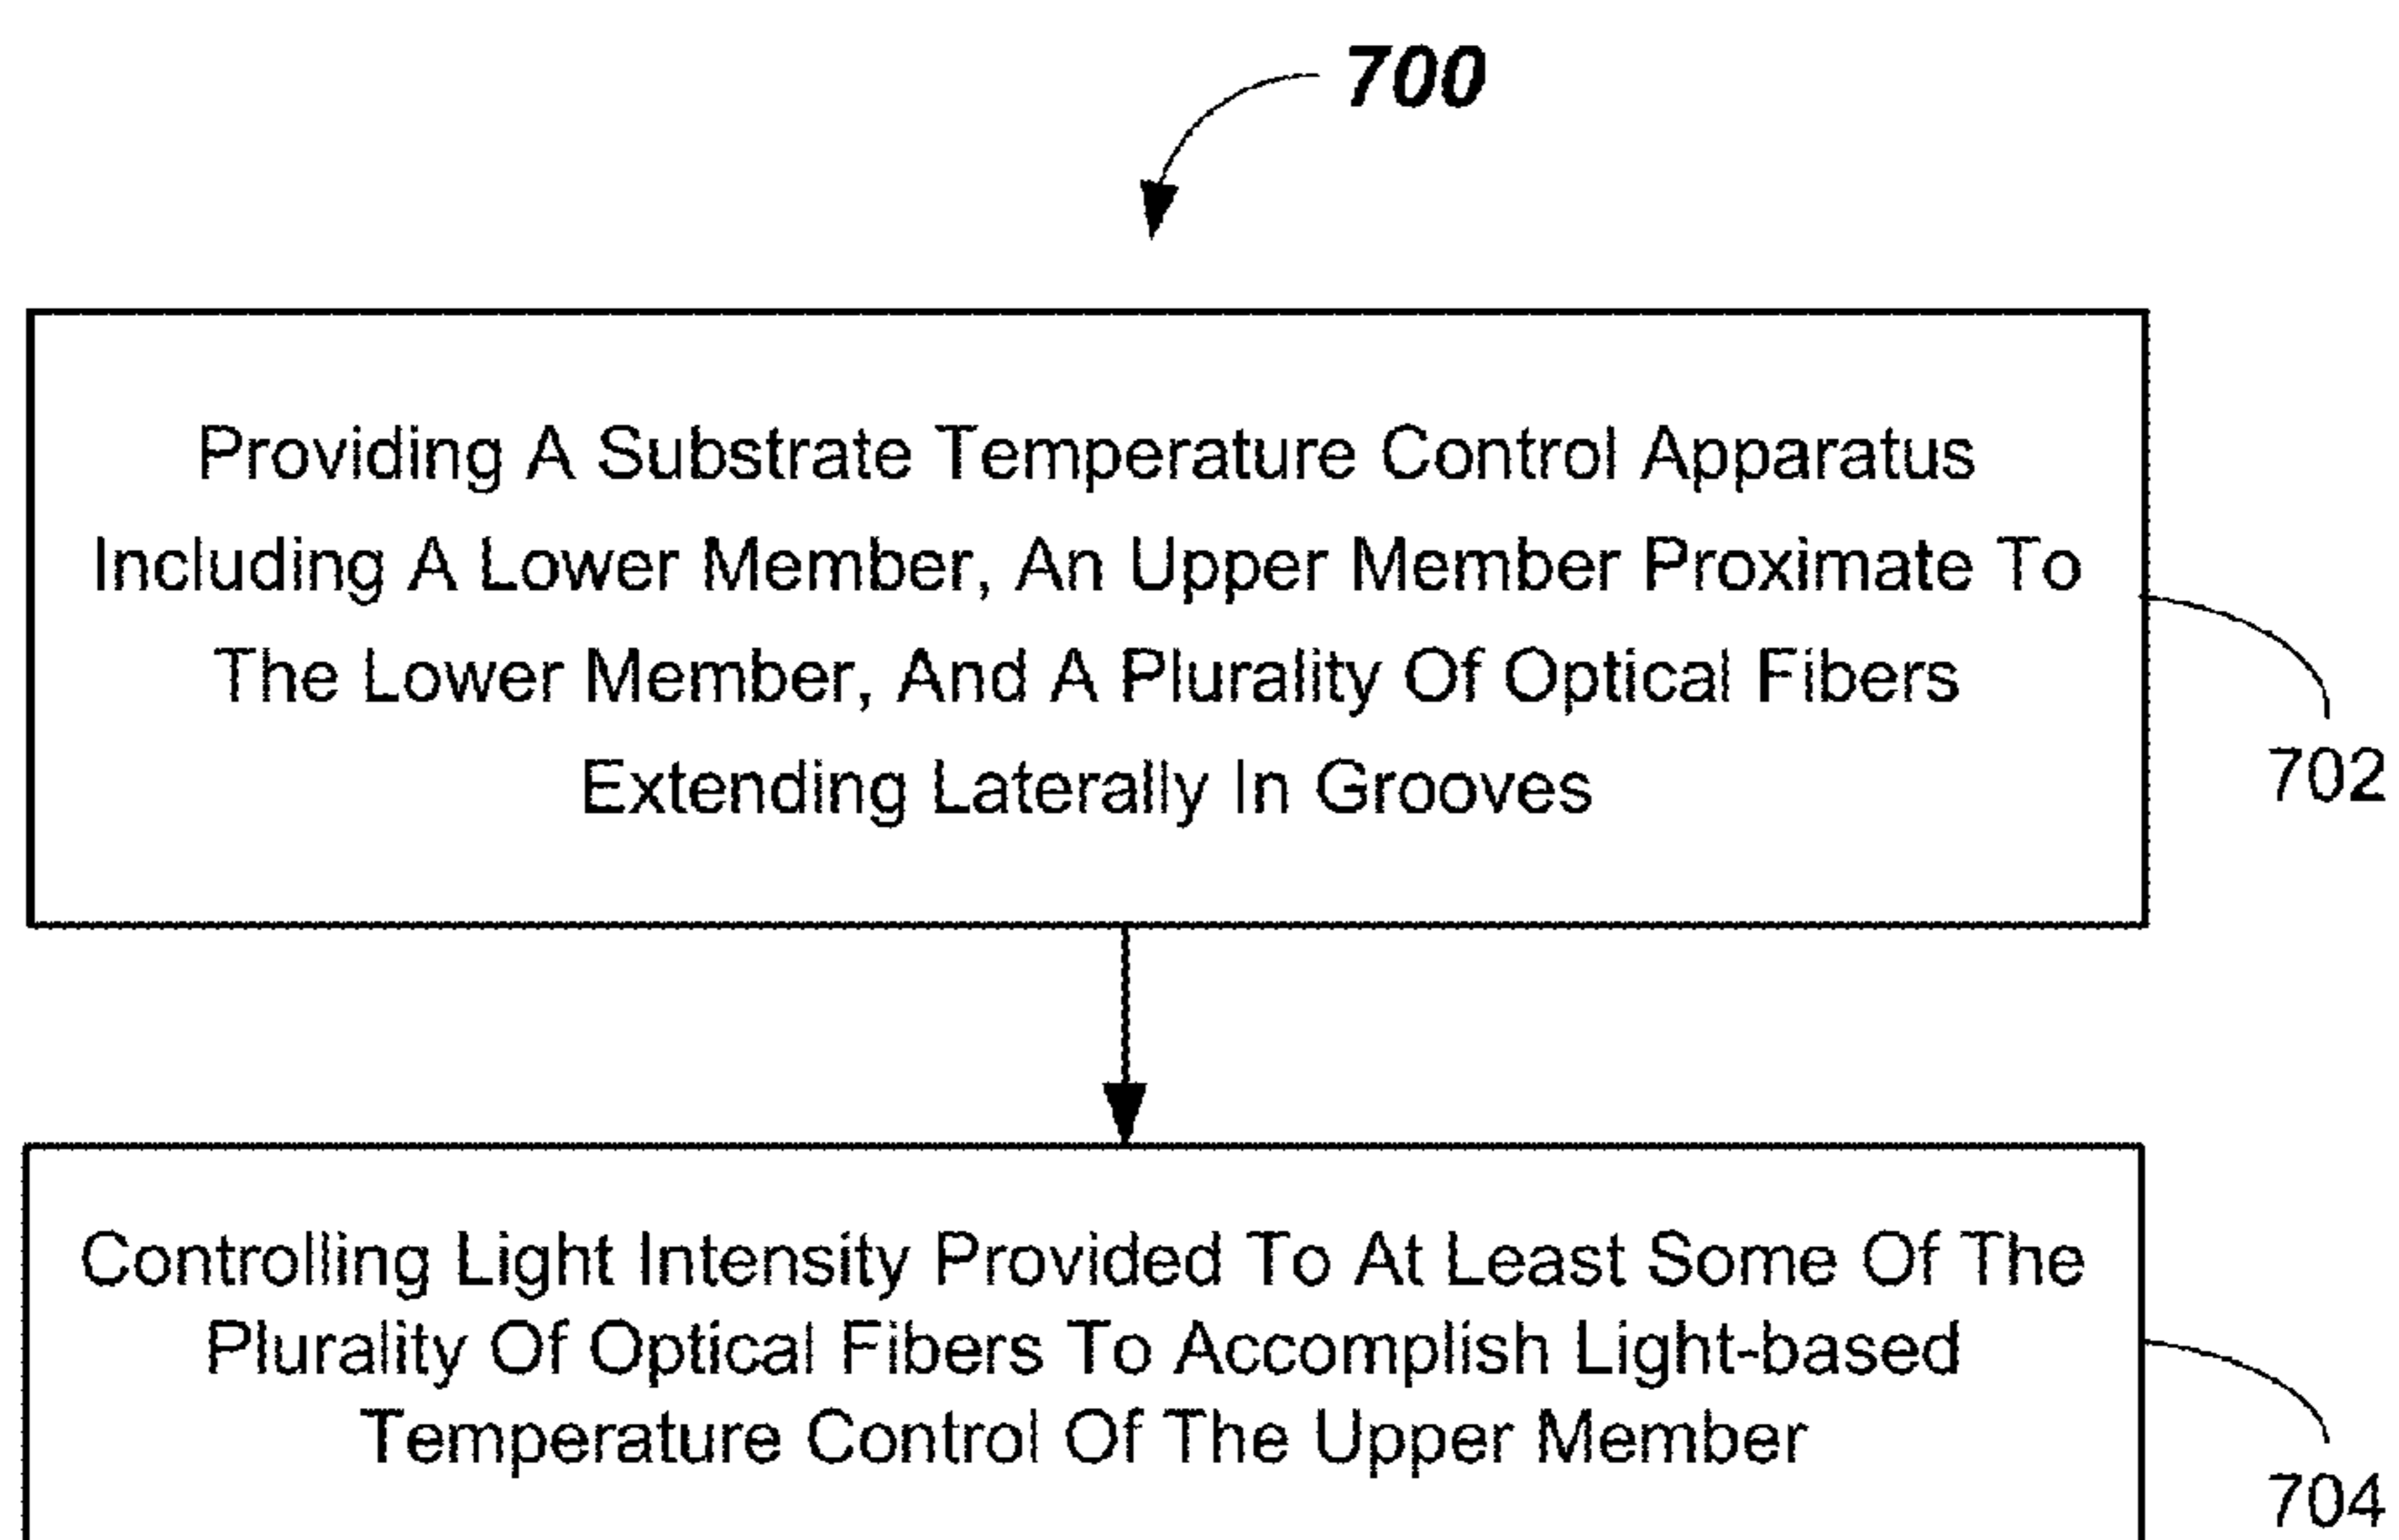 700
Providing A Substrate Temperature Control Apparatus
Including A Lower Member, An Upper Member Proximate To
The Lower Member, And A Plurality Of Optical Fibers
Extending Laterally In Grooves
702
Controlling Light Intensity Provided To At Least Some Of The
Plurality Of Optical Fibers To Accomplish Light-based
Temperature Control Of The Upper Member
704